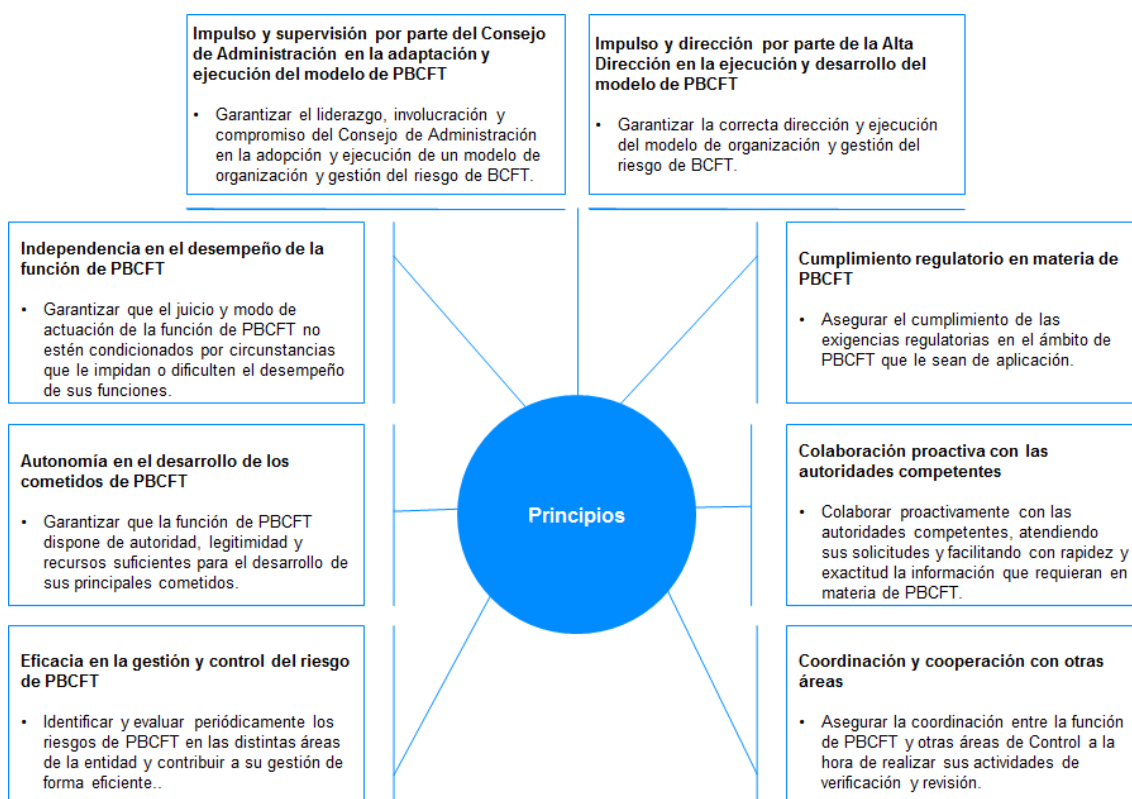 Impulso y supervisión por parte del Consejo
de Administración en la adaptación y
ejecución del modelo de PBCFT
• Garantizar el liderazgo, involucración y
compromiso del Consejo de Administración
en la adopción y ejecución de un modelo de
organización y gestión del riesgo de BCFT.
Impulso y dirección por parte de la Alta
Dirección en la ejecución y desarrollo del
modelo de PBCFT
• Garantizar la correcta dirección y ejecución
del modelo de organización y gestión del
riesgo de BCFT.
Independencia en el desempeño de la
función de PBCFT
• Garantizar que el juicio y modo de
actuación de la función de PBCFT no
estén condicionados por circunstancias
que le impidan o dificulten el desempeño
de sus funciones.
Cumplimiento regulatorio en materia de
PBCFT
• Asegurar el cumplimiento de las
exigencias regulatorias en el ámbito de
PBCFT que le sean de aplicación.
Autonomía en el desarrollo de los
cometidos de PBCFT
• Garantizar que la función de PBCFT
dispone de autoridad, legitimidad y
recursos suficientes para el desarrollo de
sus principales cometidos.
Principios
Colaboración proactiva con las
autoridades competentes
• Colaborar proactivamente con las
autoridades competentes, atendiendo
sus solicitudes y facilitando con rapidez y
exactitud la información que requieran en
materia de PBCFT.
Eficacia en la gestión y control del riesgo
de PBCFT
• Identificar y evaluar periódicamente los
riesgos de PBCFT en las distintas áreas
de la entidad y contribuir a su gestión de
forma eficiente..
Coordinación y cooperación con otras
áreas
• Asegurar la coordinación entre la función
de PBCFT y otras áreas de Control a la
hora de realizar sus actividades de
verificación y revisión.